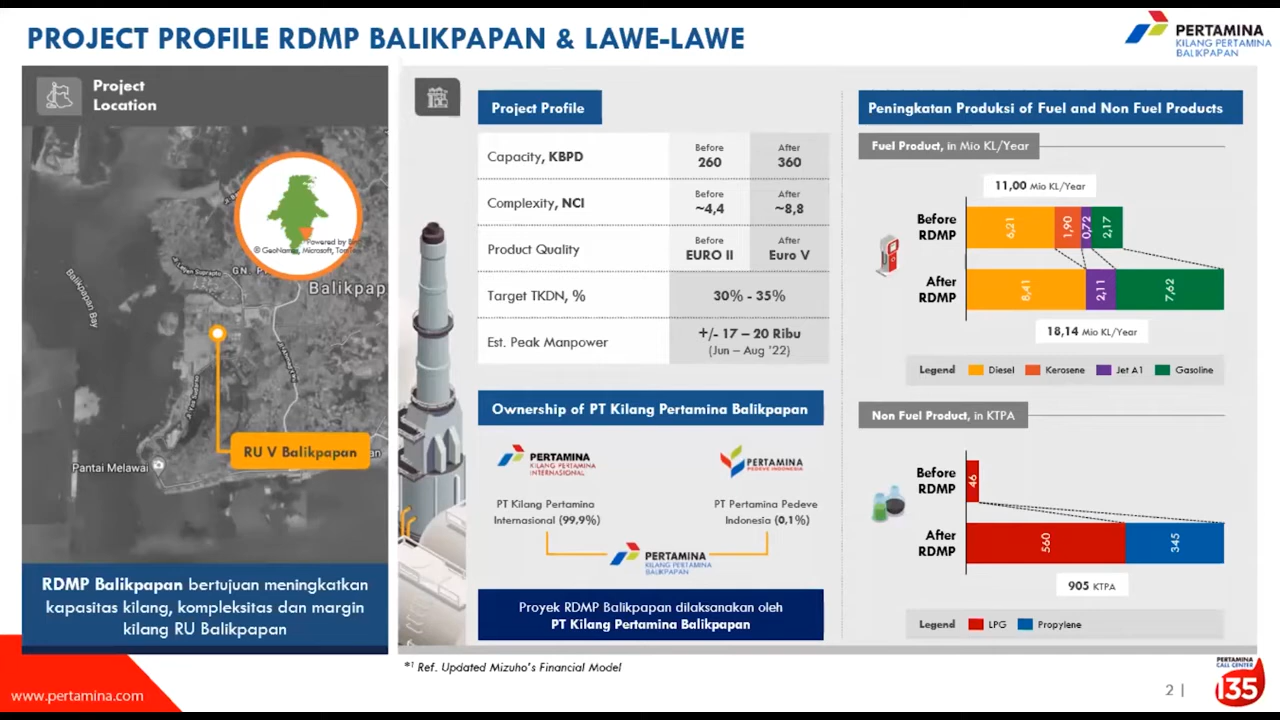 PROJECT PROFILE RDMP BALIKPAPAN & LAWE-LAWE
PERTAMINA
KILANG PERTAMINA
BALIKPAPAN
Project
Location
© GeoNames, Microsoft, TomTom
GN P
Balikpap
Balikpapan Bay
Pantai Melawai
RU V Balikpapan
RDMP Balikpapan bertujuan meningkatkan
kapasitas kilang, kompleksitas dan margin
kilang RU Balikpapan
Project Profile
Capacity, KBPD
Before
260
After
360
Complexity, NCI
Before
~4,4
After
~8,8
Product Quality
Before
EURO II
After
Euro V
Target TKDN, %
30% - 35%
Est. Peak Manpower
+/- 17 – 20 Ribu
(Jun – Aug '22)
Ownership of PT Kilang Pertamina Balikpapan
PERTAMINA
KILANG PERTAMINA
INTERNASIONAL
PT Kilang Pertamina
Internasional (99,9%)
PERTAMINA
PEDEVE INDONESIA
PT Pertamina Pedeve
Indonesia (0,1%)
PERTAMINA
KILANG PERTAMINA
BALIKPAPAN
Proyek RDMP Balikpapan dilaksanakan oleh
PT Kilang Pertamina Balikpapan
Peningkatan Produksi of Fuel and Non Fuel Products
Fuel Product, in Mio KL/Year
11,00 Mio KL/Year
Before
RDMP
6,21
1,90
0,72
2,17
After
RDMP
8,41
2,11
7,62
18,14 Mio KL/Year
Legend Diesel Kerosene Jet A1 Gasoline
Non Fuel Product, in KTPA
Before
RDMP
46
After
RDMP
560
345
905 KTPA
Legend LPG Propylene
*¹ Ref. Updated Mizuho's Financial Model
www.pertamina.com
2 |
PERTAMINA
CALL CENTER
135